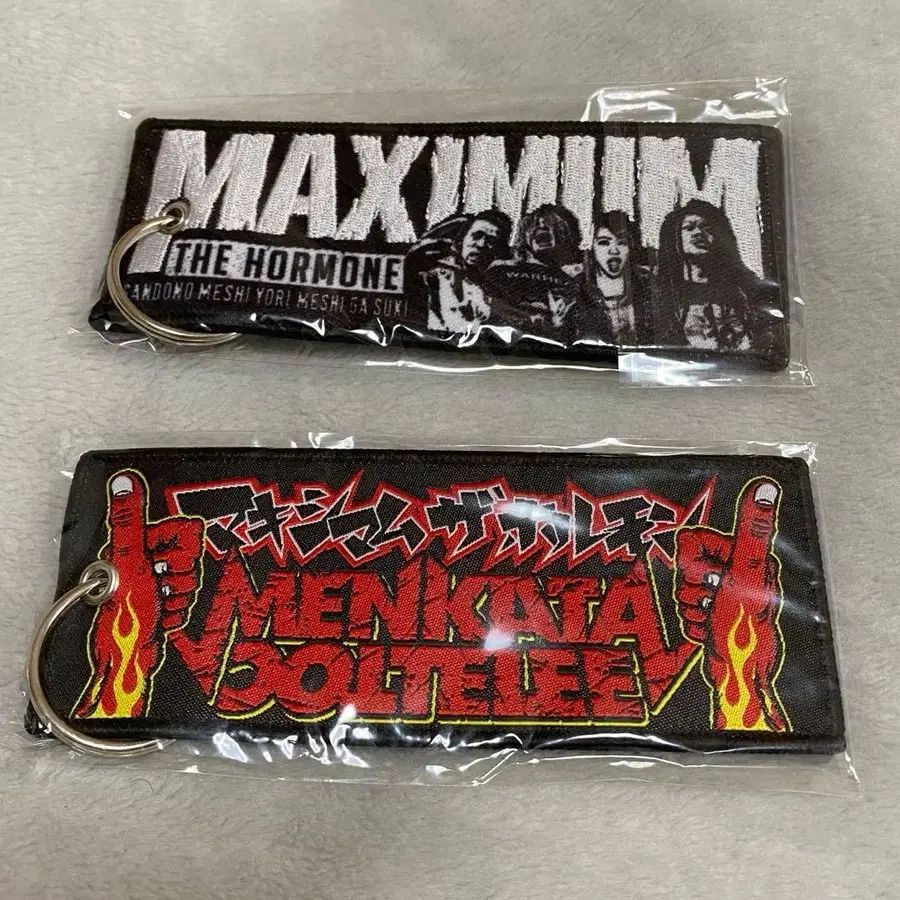 MAXIMUM
THE HORMONE
SANDONO MESHI YORI MESHI GA SUKI
WARHE
マキシマム ザ ホルモン
MENKATA
COLTELEE